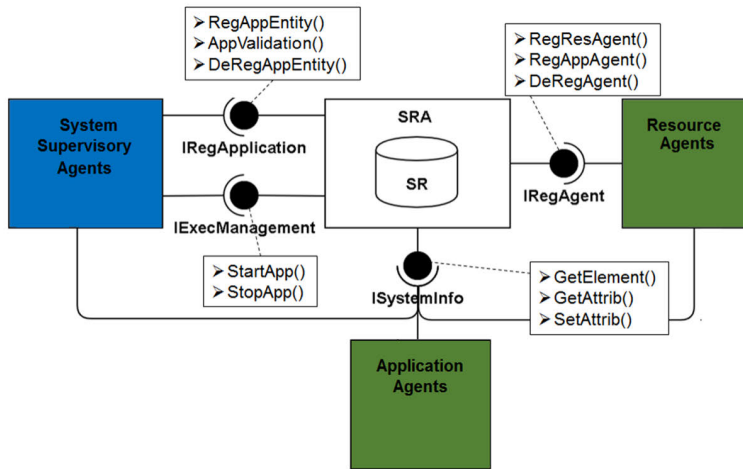 ➢ RegAppEntity()
➢ AppValidation()
➢ DeRegAppEntity()
➢ RegResAgent()
➢ RegAppAgent()
➢ DeRegAgent()
System
Supervisory
Agents
IRegApplication
SRA
SR
IRegAgent
Resource
Agents
IExecManagement
➢ StartApp()
➢ StopApp()
ISystemInfo
➢ GetElement()
➢ GetAttrib()
➢ SetAttrib()
Application
Agents